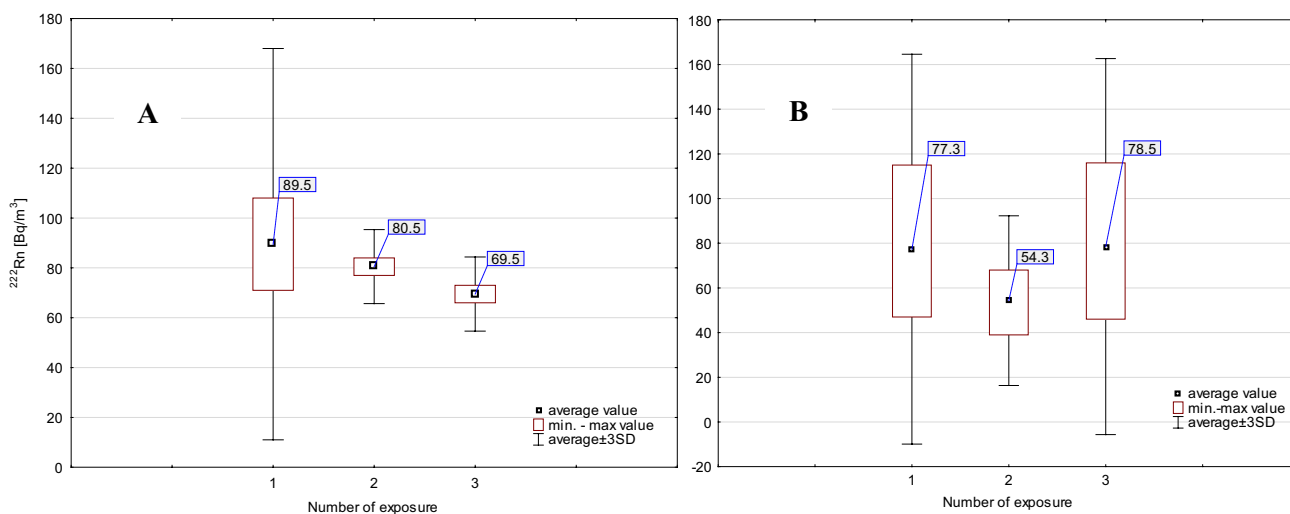 A
²²²Rn [Bq/m³]
180
160
140
120
100
80
60
40
20
0
89.5
80.5
69.5
average value
min. - max value
average±3SD
1 2 3
Number of exposure
B
180
160
140
120
100
80
60
40
20
0
-20
77.3
54.3
78.5
average value
min.-max value
average±3SD
1 2 3
Number of exposure